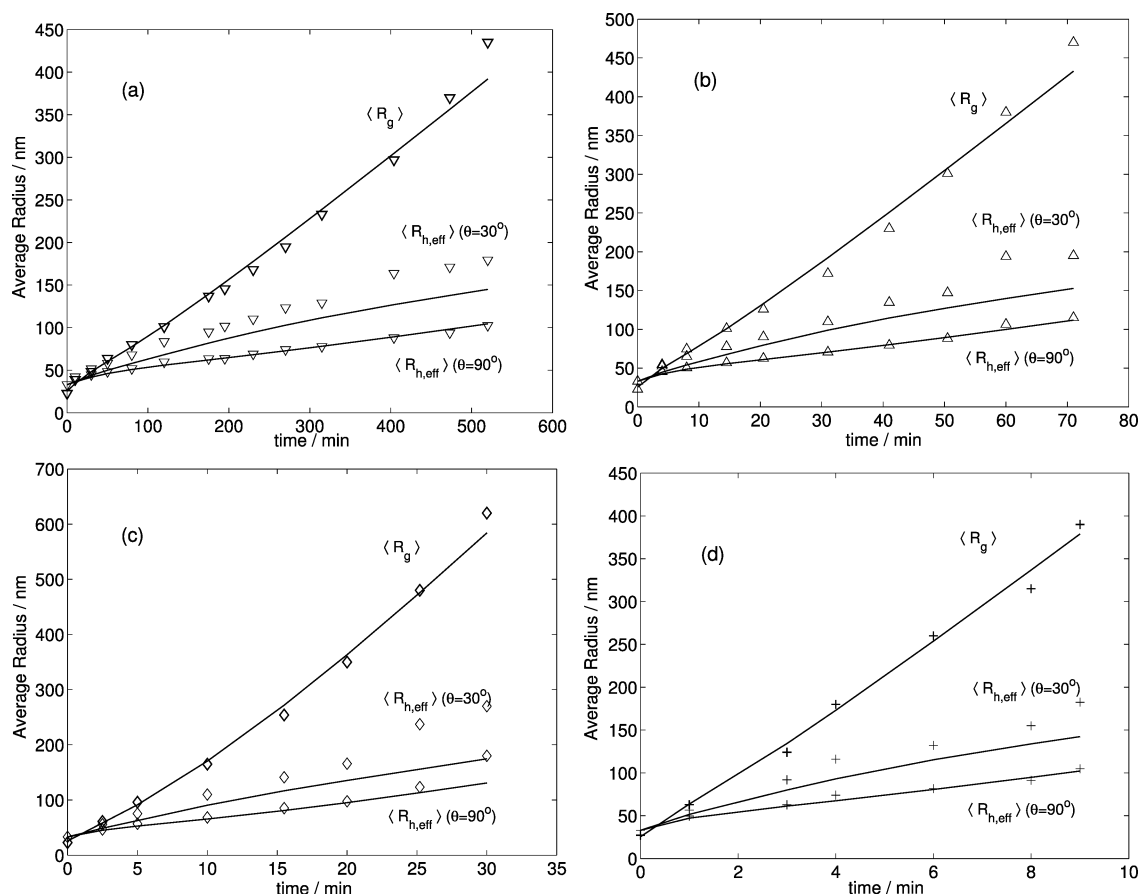 450
400
350
300
250
200
150
100
50
0
Average Radius / nm
(a)
⟨ R_g ⟩
⟨ R_h,eff ⟩ (θ=30°)
⟨ R_h,eff ⟩ (θ=90°)
0 100 200 300 400 500 600
time / min
500
450
400
350
300
250
200
150
100
50
0
Average Radius / nm
(b)
⟨ R_g ⟩
⟨ R_h,eff ⟩ (θ=30°)
⟨ R_h,eff ⟩ (θ=90°)
0 10 20 30 40 50 60 70 80
time / min
700
600
500
400
300
200
100
0
Average Radius / nm
(c)
⟨ R_g ⟩
⟨ R_h,eff ⟩ (θ=30°)
⟨ R_h,eff ⟩ (θ=90°)
0 5 10 15 20 25 30 35
time / min
450
400
350
300
250
200
150
100
50
0
Average Radius / nm
(d)
⟨ R_g ⟩
⟨ R_h,eff ⟩ (θ=30°)
⟨ R_h,eff ⟩ (θ=90°)
0 2 4 6 8 10
time / min